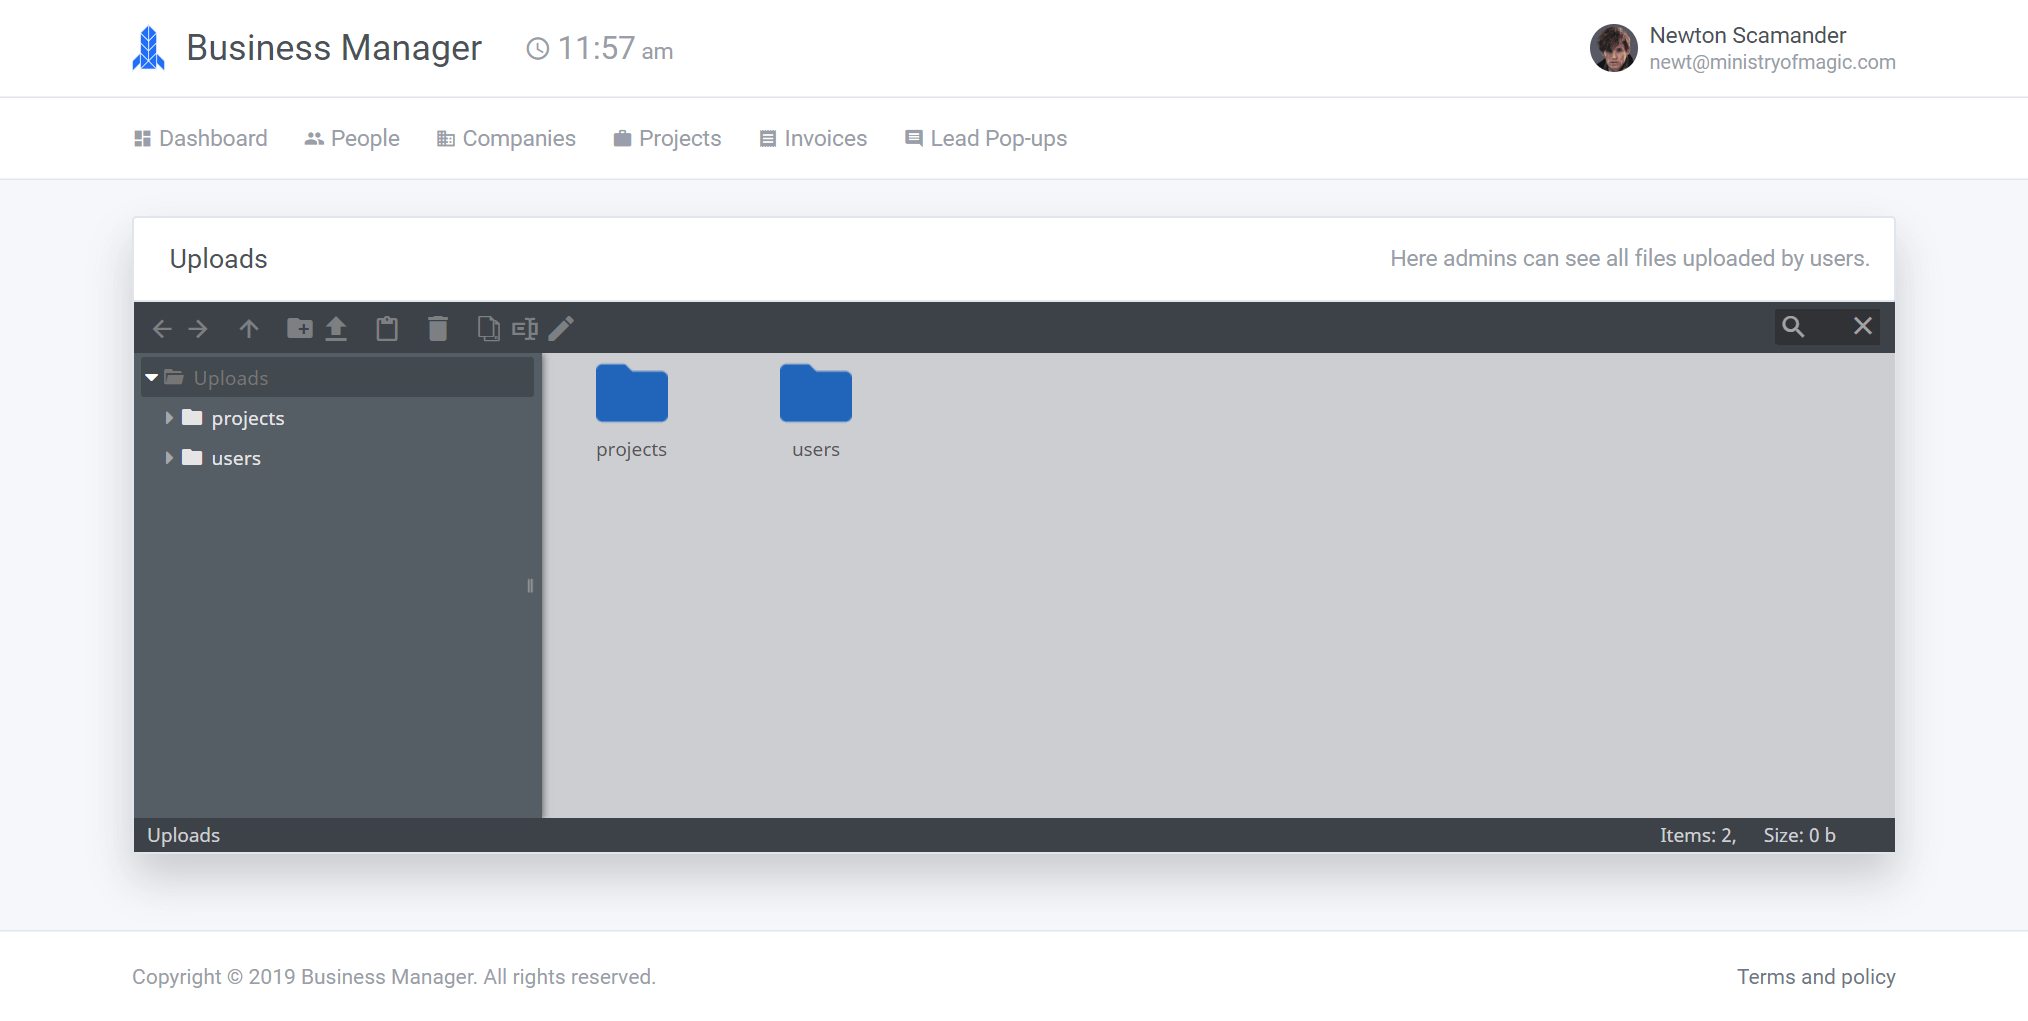 Business Manager
11:57 am
Newton Scamander
newt@ministryofmagic.com
Dashboard People Companies Projects Invoices Lead Pop-ups
Uploads
Here admins can see all files uploaded by users.
Uploads
projects
users
projects
users
Uploads
Items: 2, Size: 0 b
Copyright © 2019 Business Manager. All rights reserved.
Terms and policy